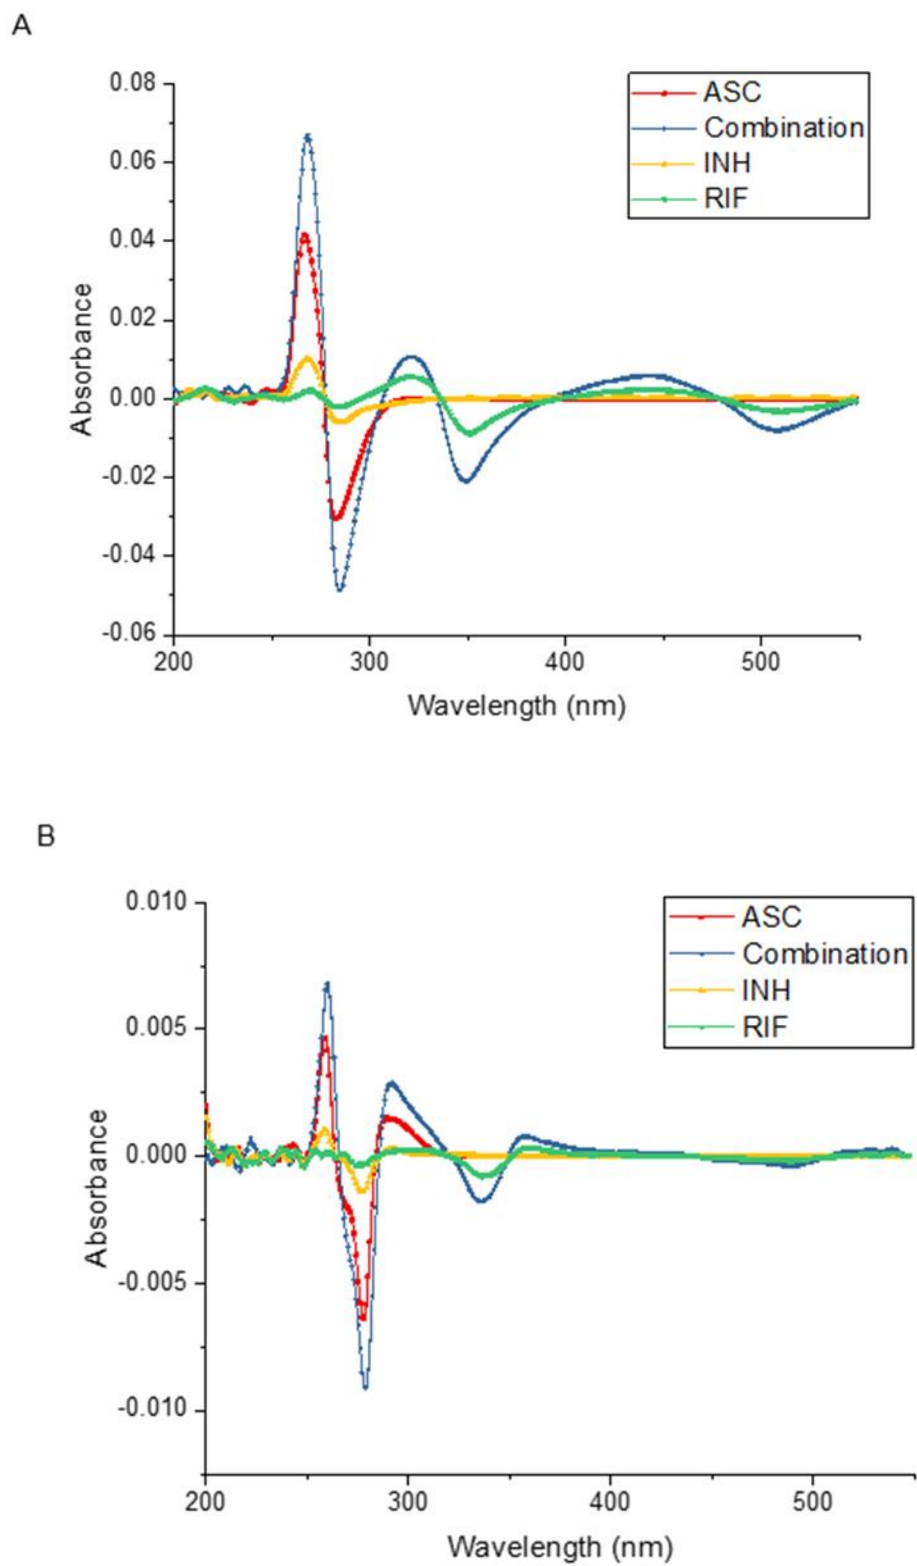 A
0.08
0.06
0.04
0.02
0.00
-0.02
-0.04
-0.06
Absorbance
ASC
Combination
INH
RIF
200 300 400 500
Wavelength (nm)
B
0.010
0.005
0.000
-0.005
-0.010
Absorbance
ASC
Combination
INH
RIF
200 300 400 500
Wavelength (nm)